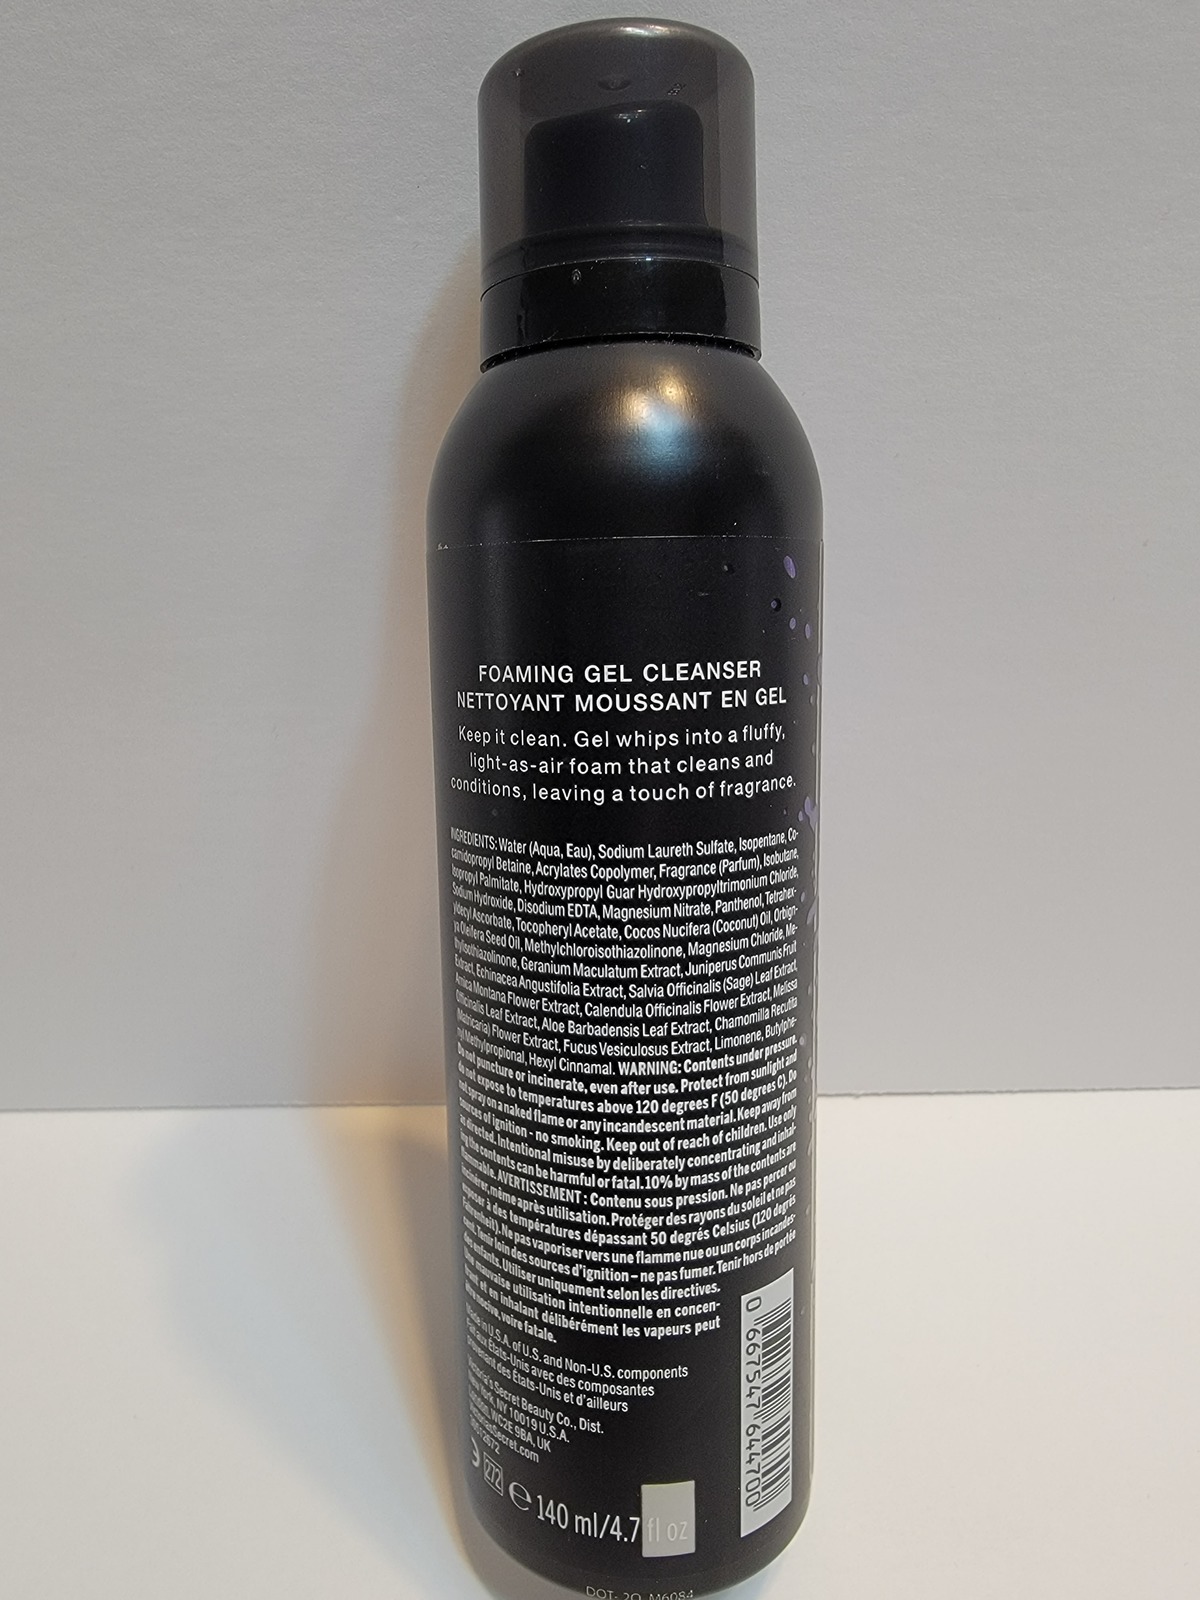 FOAMING GEL CLEANSER
NETTOYANT MOUSSANT EN GEL
Keep it clean. Gel whips into a fluffy,
light-as-air foam that cleans and
conditions, leaving a touch of fragrance.
INGREDIENTS: Water (Aqua, Eau), Sodium Laureth Sulfate, Isopentane, Co-
camidopropyl Betaine, Acrylates Copolymer, Fragrance (Parfum), Isobutane,
Isopropyl Palmitate, Hydroxypropyl Guar Hydroxypropyltrimonium Chloride,
Sodium Hydroxide, Disodium EDTA, Magnesium Nitrate, Panthenol, Tetrahex-
yldecyl Ascorbate, Tocopheryl Acetate, Cocos Nucifera (Coconut) Oil, Orbign-
ya Oleifera Seed Oil, Methylchloroisothiazolinone, Magnesium Chloride, Me-
thylisothiazolinone, Geranium Maculatum Extract, Juniperus Communis Fruit
Extract, Echinacea Angustifolia Extract, Salvia Officinalis (Sage) Leaf Extract,
Arnica Montana Flower Extract, Calendula Officinalis Flower Extract, Melissa
Officinalis Leaf Extract, Aloe Barbadensis Leaf Extract, Chamomilla Recutita
(Matricaria) Flower Extract, Fucus Vesiculosus Extract, Limonene, Butylphe-
nyl Methylpropional, Hexyl Cinnamal. WARNING: Contents under pressure.
Do not puncture or incinerate, even after use. Protect from sunlight and
do not expose to temperatures above 120 degrees F (50 degrees C). Do
not spray on a naked flame or any incandescent material. Keep away from
sources of ignition - no smoking. Keep out of reach of children. Use only
as directed. Intentional misuse by deliberately concentrating and inhal-
ing the contents can be harmful or fatal. 10% by mass of the contents are
flammable. AVERTISSEMENT : Contenu sous pression. Ne pas percer ou
incinérer, même après utilisation. Protéger des rayons du soleil et ne pas
exposer à des températures dépassant 50 degrés Celsius (120 degrés
Fahrenheit). Ne pas vaporiser vers une flamme nue ou un corps incandes-
cent. Tenir loin des sources d'ignition – ne pas fumer. Tenir hors de portée
des enfants. Utiliser uniquement selon les directives.
Une mauvaise utilisation intentionnelle en concen-
trant et en inhalant délibérément les vapeurs peut
être nocive, voire fatale.
Made in U.S.A. of U.S. and Non-U.S. components
Fait aux États-Unis avec des composantes
provenant des États-Unis et d'ailleurs
Victoria's Secret Beauty Co., Dist.
New York, NY 10019 U.S.A.
London, WC2E 9BA, UK
VictoriasSecret.com
272
℮ 140 ml/4.7 fl oz
0 667547 644700
DOT- 2Q M6084